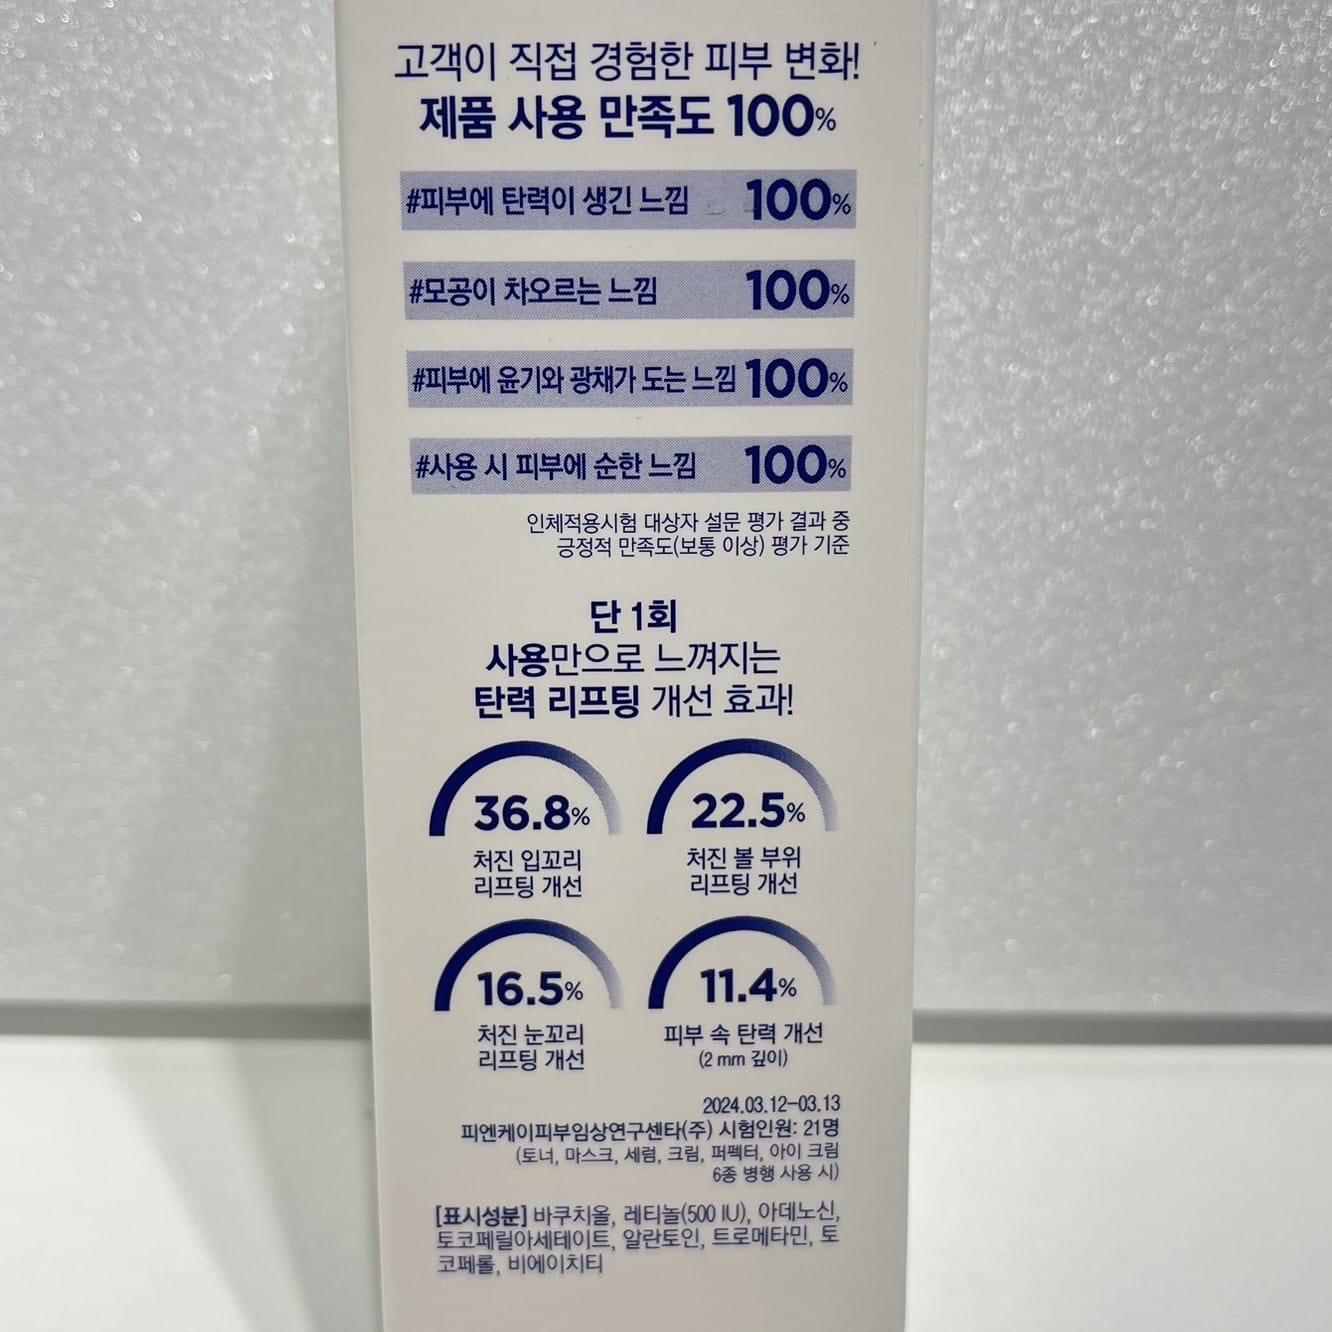 고객이 직접 경험한 피부 변화!
제품 사용 만족도 100%
#피부에 탄력이 생긴 느낌 100%
#모공이 차오르는 느낌 100%
#피부에 윤기와 광채가 도는 느낌 100%
#사용 시 피부에 순한 느낌 100%
인체적용시험 대상자 설문 평가 결과 중
긍정적 만족도(보통 이상) 평가 기준
단 1회
사용만으로 느껴지는
탄력 리프팅 개선 효과!
36.8%
처진 입꼬리
리프팅 개선
22.5%
처진 볼 부위
리프팅 개선
16.5%
처진 눈꼬리
리프팅 개선
11.4%
피부 속 탄력 개선
(2 mm 깊이)
2024.03.12-03.13
피엔케이피부임상연구센타(주) 시험인원: 21명
(토너, 마스크, 세럼, 크림, 퍼펙터, 아이 크림
6종 병행 사용 시)
[표시성분] 바쿠치올, 레티놀(500 IU), 아데노신,
토코페릴아세테이트, 알란토인, 트로메타민, 토
코페롤, 비에이치티